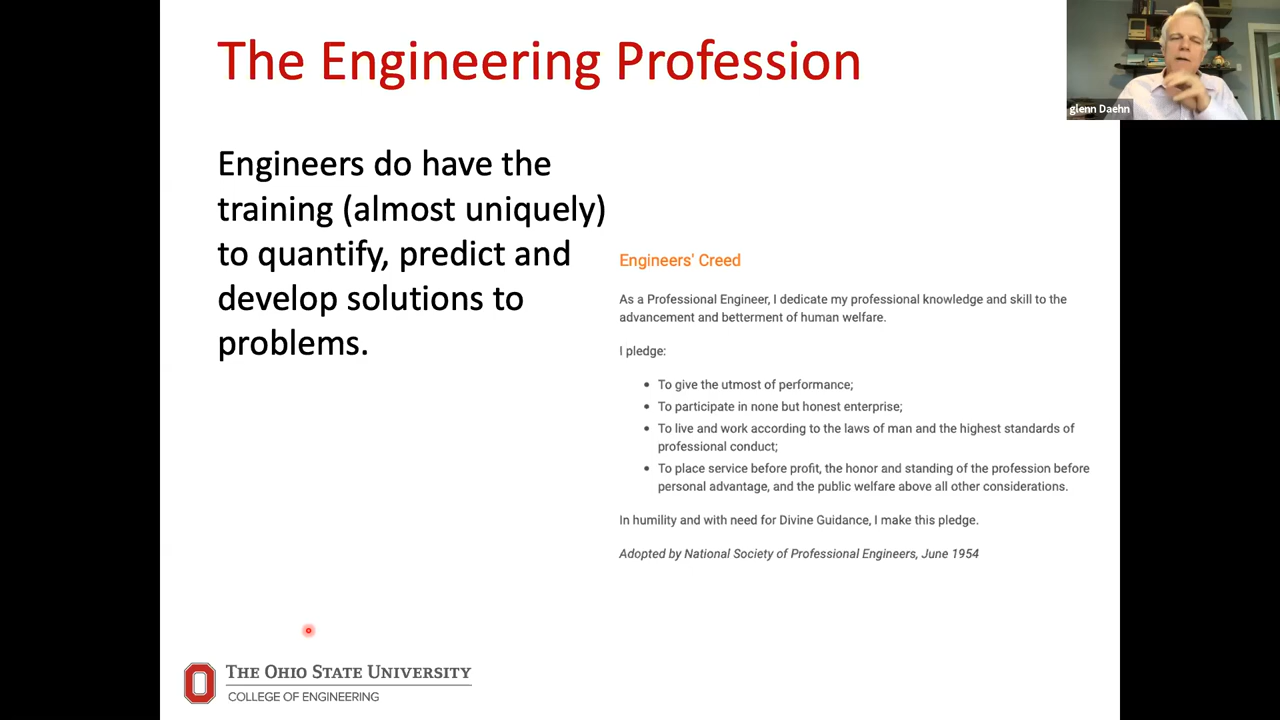 The Engineering Profession
glenn Daehn
Engineers do have the
training (almost uniquely)
to quantify, predict and
develop solutions to
problems.
Engineers' Creed
As a Professional Engineer, I dedicate my professional knowledge and skill to the
advancement and betterment of human welfare.
I pledge:
• To give the utmost of performance;
• To participate in none but honest enterprise;
• To live and work according to the laws of man and the highest standards of
professional conduct;
• To place service before profit, the honor and standing of the profession before
personal advantage, and the public welfare above all other considerations.
In humility and with need for Divine Guidance, I make this pledge.
Adopted by National Society of Professional Engineers, June 1954
THE OHIO STATE UNIVERSITY
COLLEGE OF ENGINEERING